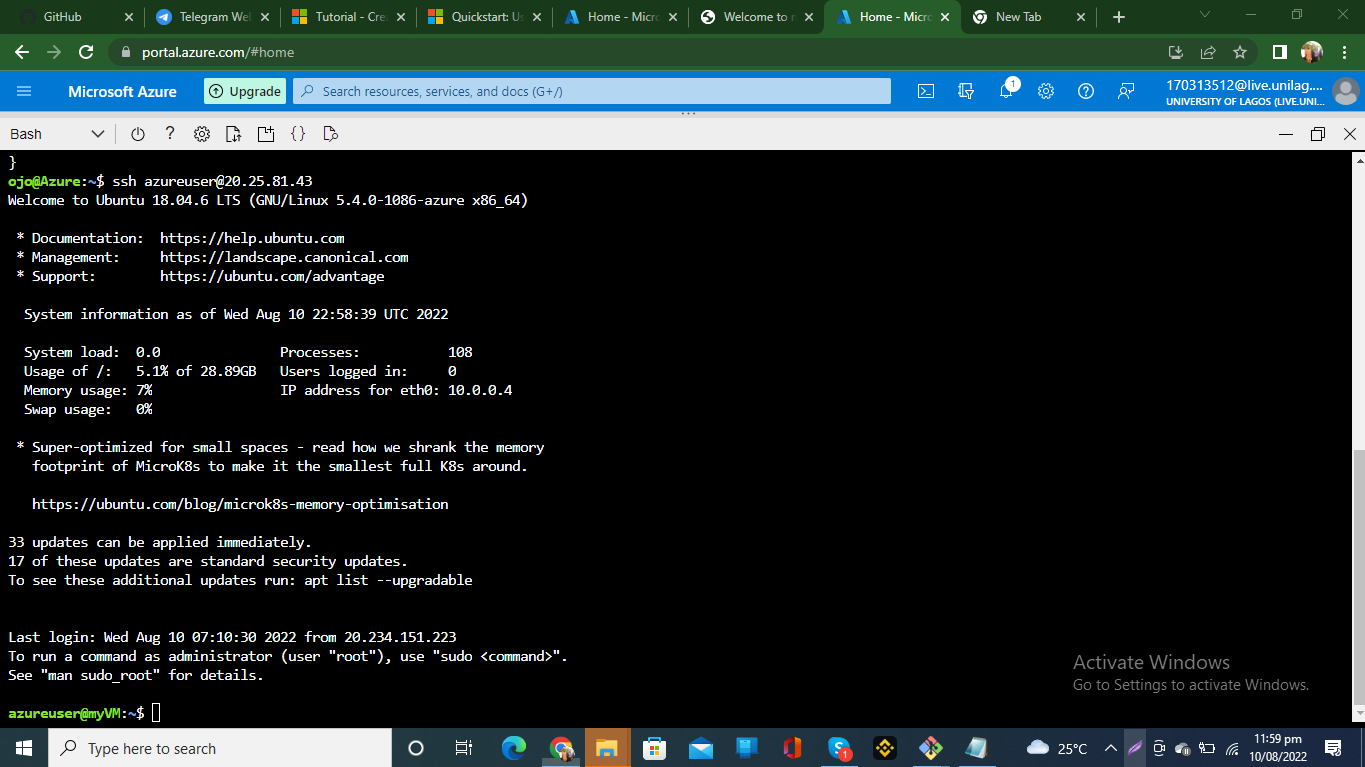 GitHub
Telegram Wel
Tutorial - Cre
Quickstart: Us
Home - Micro
Welcome to n
Home - Micro
New Tab
portal.azure.com/#home
Microsoft Azure
Upgrade
Search resources, services, and docs (G+/)
1
170313512@live.unilag....
UNIVERSITY OF LAGOS (LIVE.UNI...
Bash
}
ojo@Azure:~$ ssh azureuser@20.25.81.43
Welcome to Ubuntu 18.04.6 LTS (GNU/Linux 5.4.0-1086-azure x86_64)
* Documentation: https://help.ubuntu.com
* Management: https://landscape.canonical.com
* Support: https://ubuntu.com/advantage
System information as of Wed Aug 10 22:58:39 UTC 2022
System load: 0.0 Processes: 108
Usage of /: 5.1% of 28.89GB Users logged in: 0
Memory usage: 7% IP address for eth0: 10.0.0.4
Swap usage: 0%
* Super-optimized for small spaces - read how we shrank the memory
footprint of MicroK8s to make it the smallest full K8s around.
https://ubuntu.com/blog/microk8s-memory-optimisation
33 updates can be applied immediately.
17 of these updates are standard security updates.
To see these additional updates run: apt list --upgradable
Last login: Wed Aug 10 07:10:30 2022 from 20.234.151.223
To run a command as administrator (user "root"), use "sudo <command>".
See "man sudo_root" for details.
azureuser@myVM:~$
Activate Windows
Go to Settings to activate Windows.
Type here to search
1
25°C
11:59 pm
10/08/2022